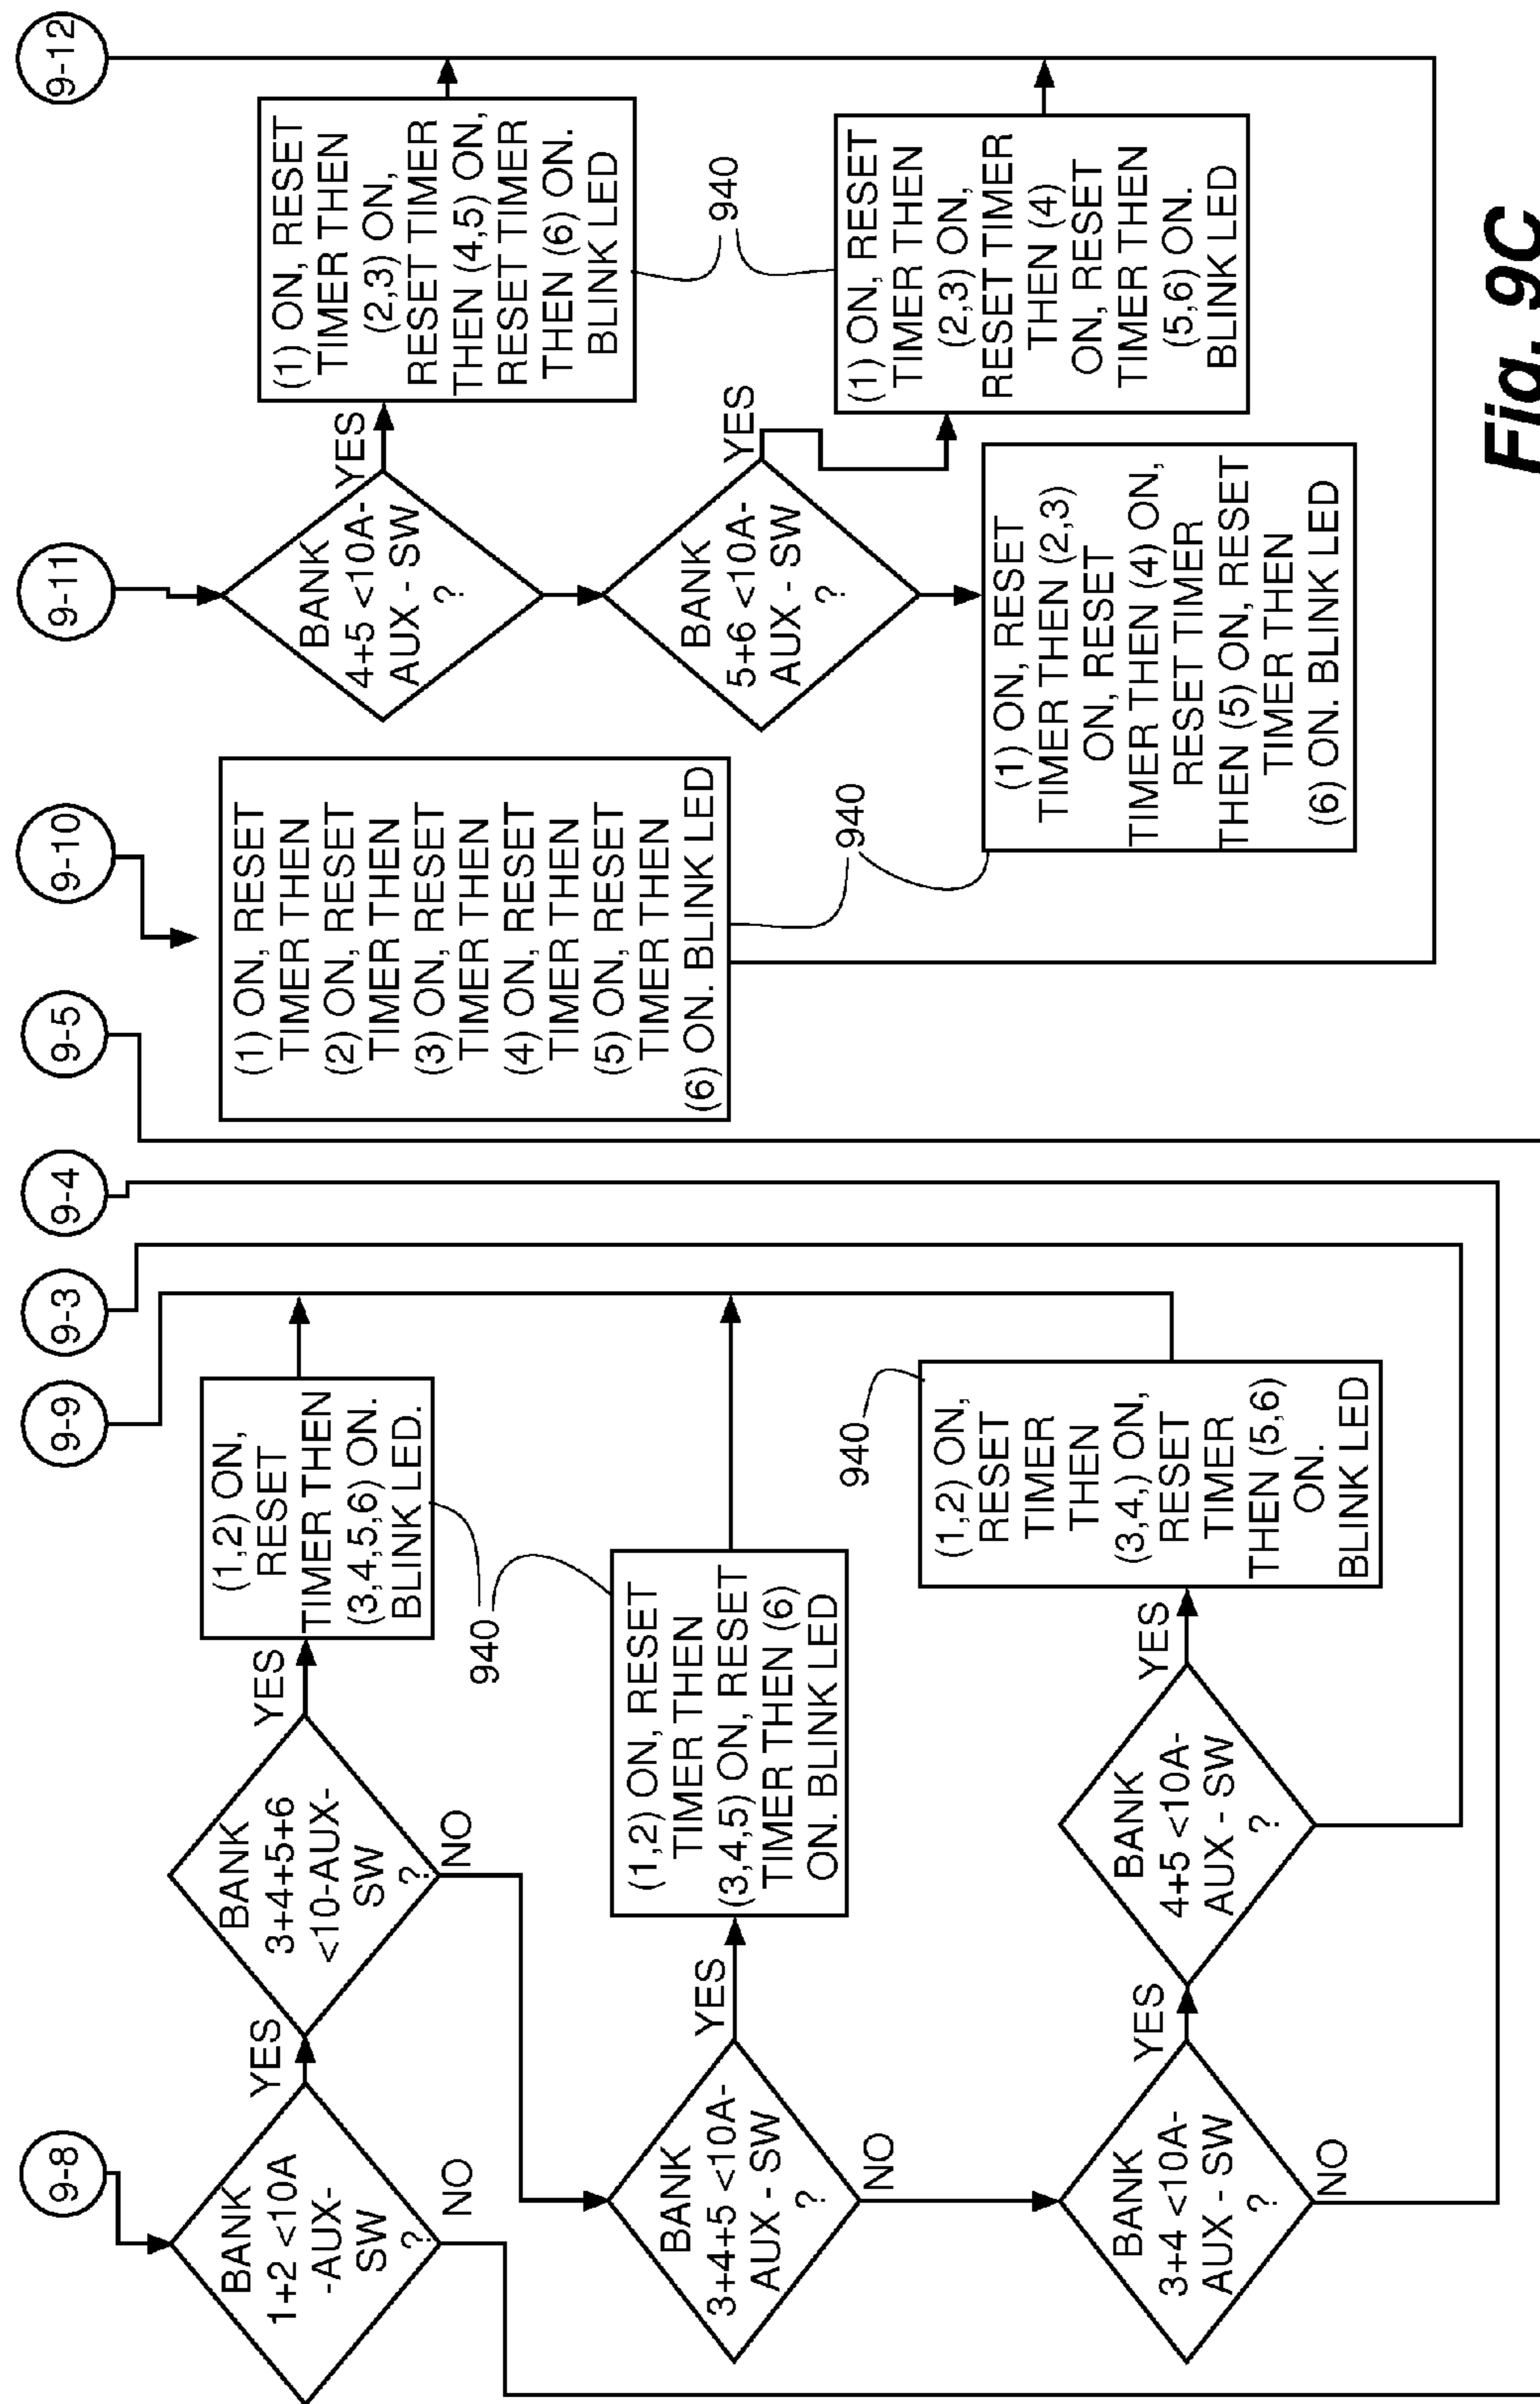 9-8
9-9
9-3
9-4
9-5
9-10
9-11
9-12
BANK
1+2 <10A
-AUX-
SW
?
YES
NO
BANK
3+4+5+6
<10-AUX-
SW
?
YES
NO
(1,2) ON,
RESET
TIMER THEN
(3,4,5,6) ON.
BLINK LED.
940
BANK
3+4+5 <10A-
AUX - SW
?
YES
NO
(1,2) ON, RESET
TIMER THEN
(3,4,5) ON, RESET
TIMER THEN (6)
ON. BLINK LED
BANK
3+4 <10A-
AUX - SW
?
YES
NO
BANK
4+5 <10A-
AUX - SW
?
YES
940
(1,2) ON,
RESET
TIMER
THEN
(3,4,) ON,
RESET
TIMER
THEN (5,6)
ON.
BLINK LED
(1) ON, RESET
TIMER THEN
(2) ON, RESET
TIMER THEN
(3) ON, RESET
TIMER THEN
(4) ON, RESET
TIMER THEN
(5) ON, RESET
TIMER THEN
(6) ON. BLINK LED
940
BANK
4+5 <10A-
AUX - SW
?
YES
(1) ON, RESET
TIMER THEN
(2,3) ON,
RESET TIMER
THEN (4,5) ON,
RESET TIMER
THEN (6) ON.
BLINK LED
940
BANK
5+6 <10A-
AUX - SW
?
YES
(1) ON, RESET
TIMER THEN
(2,3) ON,
RESET TIMER
THEN (4)
ON, RESET
TIMER THEN
(5,6) ON.
BLINK LED
(1) ON, RESET
TIMER THEN (2,3)
ON, RESET
TIMER THEN (4) ON,
RESET TIMER
THEN (5) ON, RESET
TIMER THEN
(6) ON. BLINK LED
Fig. 9C